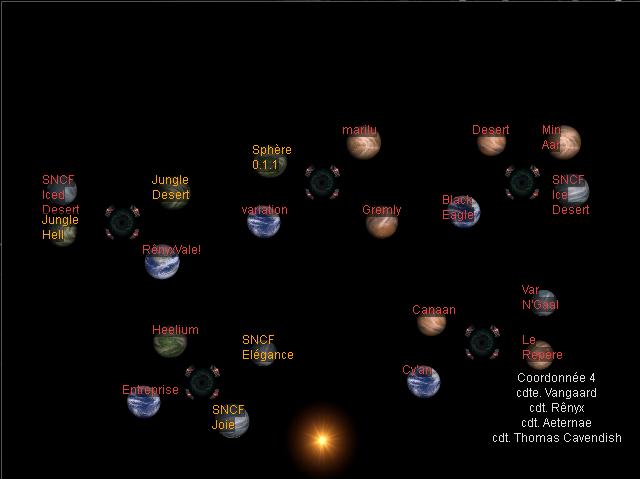 marilu
Desert
Min
Aar
Sphère
0.1.1
SNCF
Iced
Desert
Jungle
Desert
SNCF
Ice
Desert
Jungle
Hell
variation
Gremly
Black
Eagle
RênyxVale!
Var
N'Gaal
Canaan
Heelium
SNCF
Elégance
Le
Repère
Cy'an
Entreprise
SNCF
Joie
Coordonnée 4
cdte. Vangaard
cdt. Rênyx
cdt. Aeternae
cdt. Thomas Cavendish